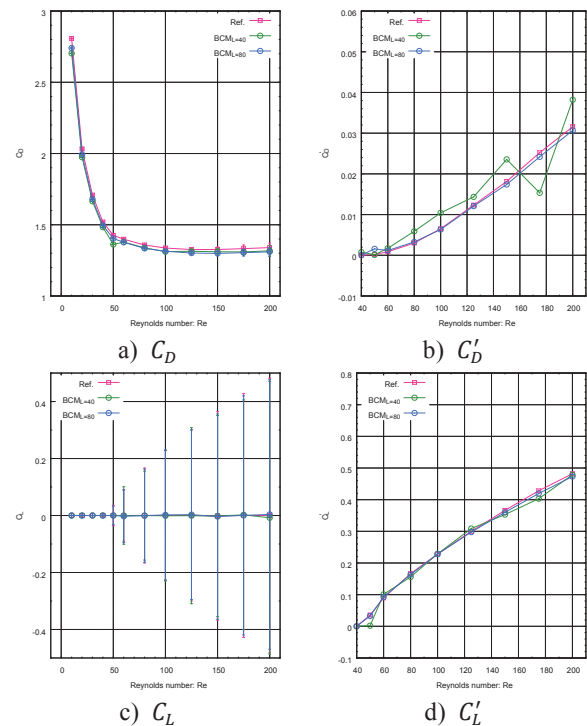 3
2.5
2
1.5
1
C_D
Ref.
BCM_L=40
BCM_L=80
0
50
100
150
200
Reynolds number: Re
a) C_D
0.06
0.05
0.04
0.03
0.02
0.01
0
-0.01
C_D'
Ref.
BCM_L=40
BCM_L=80
40
60
80
100
120
140
160
180
200
Reynolds number: Re
b) C_D'
0.4
0.2
0
-0.2
-0.4
C_L
Ref.
BCM_L=40
BCM_L=80
0
50
100
150
200
Reynolds number: Re
c) C_L
0.8
0.7
0.6
0.5
0.4
0.3
0.2
0.1
0
-0.1
C_L'
Ref.
BCM_L=40
BCM_L=80
40
60
80
100
120
140
160
180
200
Reynolds number: Re
d) C_L'